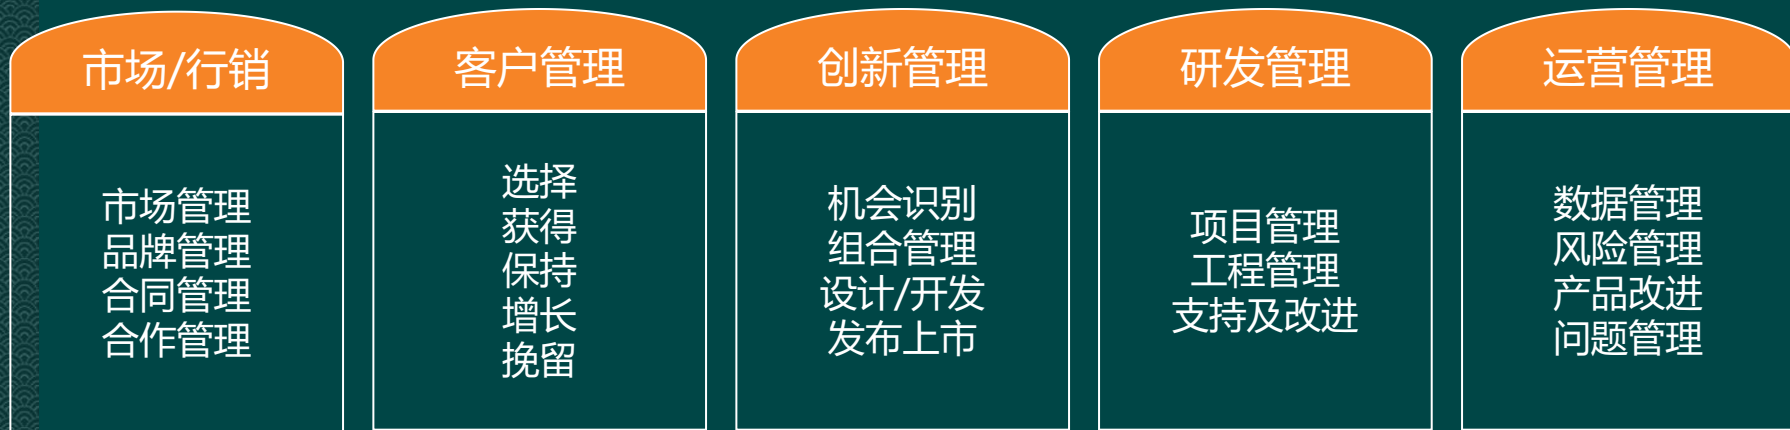 市场/行销
市场管理
品牌管理
合同管理
合作管理
客户管理
选择
获得
保持
增长
挽留
创新管理
机会识别
组合管理
设计/开发
发布上市
研发管理
项目管理
工程管理
支持及改进
运营管理
数据管理
风险管理
产品改进
问题管理